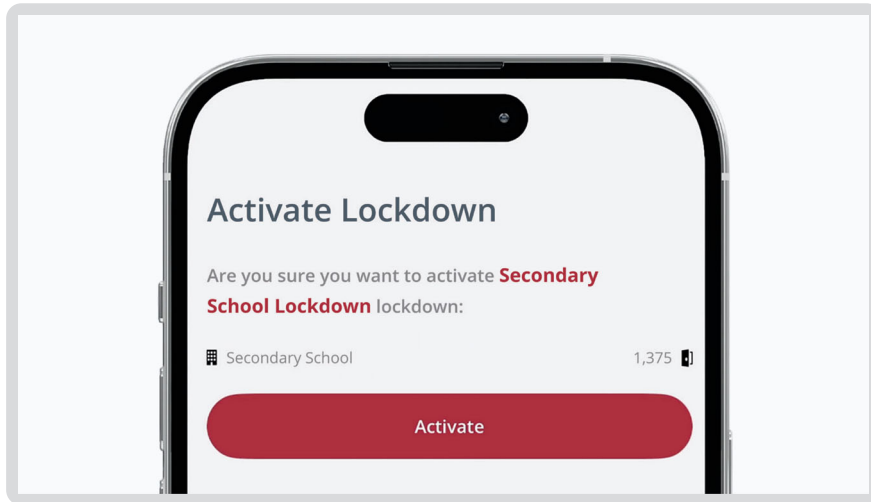 Activate Lockdown
Are you sure you want to activate Secondary
School Lockdown lockdown:
Secondary School 1,375
Activate